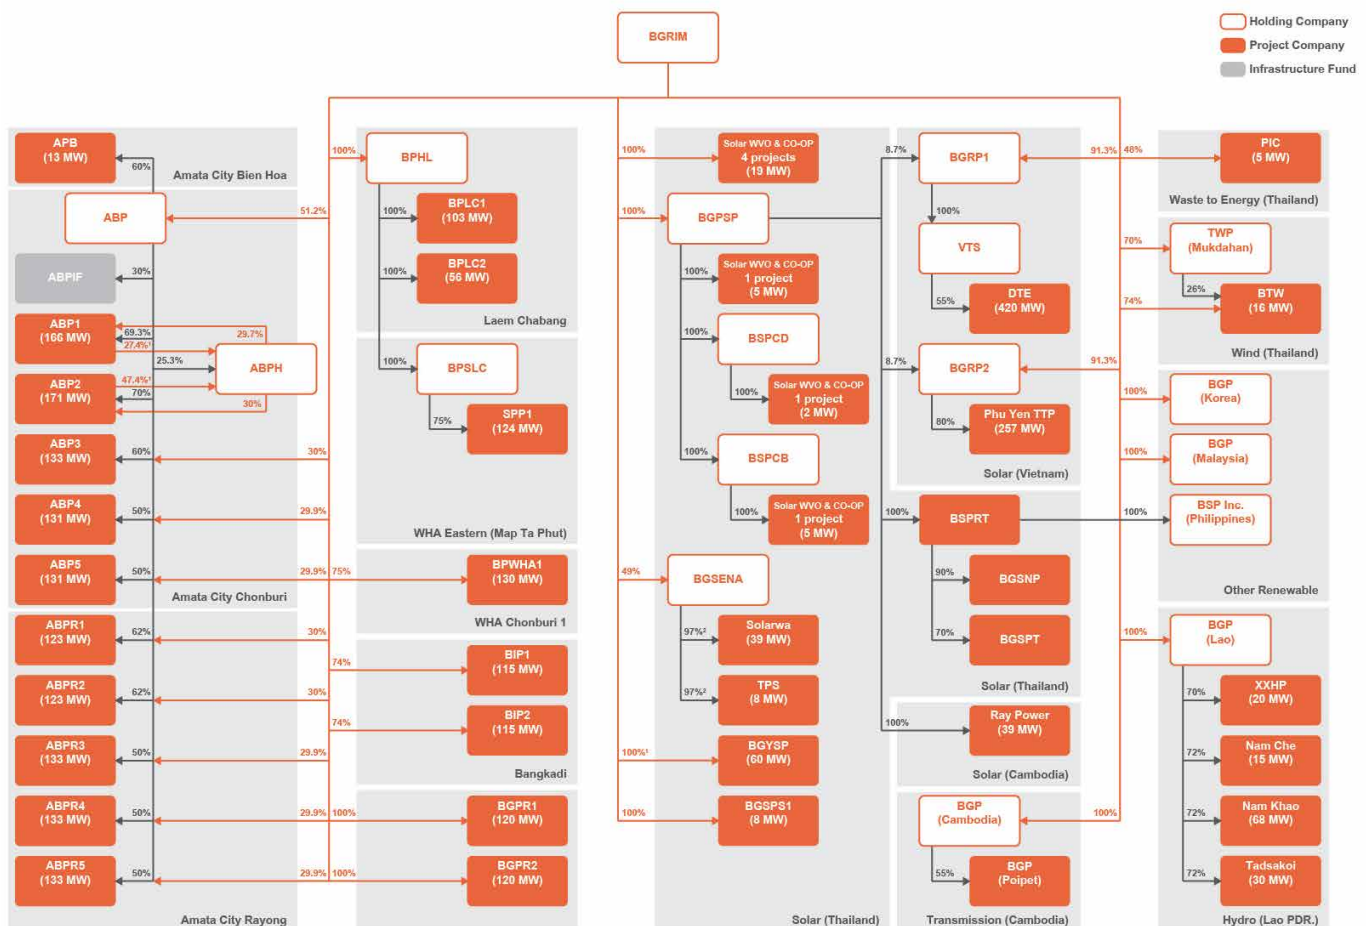 BGRIM
Holding Company
Project Company
Infrastructure Fund
APB
(13 MW)
60%
Amata City Bien Hoa
ABP
51.2%
ABPIF
30%
ABP1
(166 MW)
69.3%
29.7%
27.4%¹
25.3%
ABPH
ABP2
(171 MW)
47.4%¹
70%
30%
ABP3
(133 MW)
60%
30%
ABP4
(131 MW)
50%
29.9%
ABP5
(131 MW)
50%
29.9%
Amata City Chonburi
ABPR1
(123 MW)
62%
30%
ABPR2
(123 MW)
62%
30%
ABPR3
(133 MW)
50%
29.9%
ABPR4
(133 MW)
50%
29.9%
ABPR5
(133 MW)
50%
29.9%
Amata City Rayong
100%
BPHL
100%
BPLC1
(103 MW)
100%
BPLC2
(56 MW)
Laem Chabang
100%
BPSLC
75%
SPP1
(124 MW)
WHA Eastern (Map Ta Phut)
75%
BPWHA1
(130 MW)
WHA Chonburi 1
74%
BIP1
(115 MW)
74%
BIP2
(115 MW)
Bangkadi
100%
BGPR1
(120 MW)
100%
BGPR2
(120 MW)
100%
Solar WVO & CO-OP
4 projects
(19 MW)
100%
BGPSP
100%
Solar WVO & CO-OP
1 project
(5 MW)
100%
BSPCD
100%
Solar WVO & CO-OP
1 project
(2 MW)
100%
BSPCB
100%
Solar WVO & CO-OP
1 project
(5 MW)
49%
BGSENA
97%²
Solarwa
(39 MW)
97%²
TPS
(8 MW)
100%¹
BGYSP
(60 MW)
100%
BGSPS1
(8 MW)
Solar (Thailand)
8.7%
BGRP1
91.3%
100%
VTS
55%
DTE
(420 MW)
8.7%
BGRP2
91.3%
80%
Phu Yen TTP
(257 MW)
Solar (Vietnam)
100%
BSPRT
90%
BGSNP
70%
BGSPT
Solar (Thailand)
100%
Ray Power
(39 MW)
Solar (Cambodia)
BGP
(Cambodia)
100%
55%
BGP
(Poipet)
Transmission (Cambodia)
48%
PIC
(5 MW)
Waste to Energy (Thailand)
70%
TWP
(Mukdahan)
26%
74%
BTW
(16 MW)
Wind (Thailand)
100%
BGP
(Korea)
100%
BGP
(Malaysia)
100%
BSP Inc.
(Philippines)
Other Renewable
100%
BGP
(Lao)
70%
XXHP
(20 MW)
72%
Nam Che
(15 MW)
72%
Nam Khao
(68 MW)
72%
Tadsakoi
(30 MW)
Hydro (Lao PDR.)